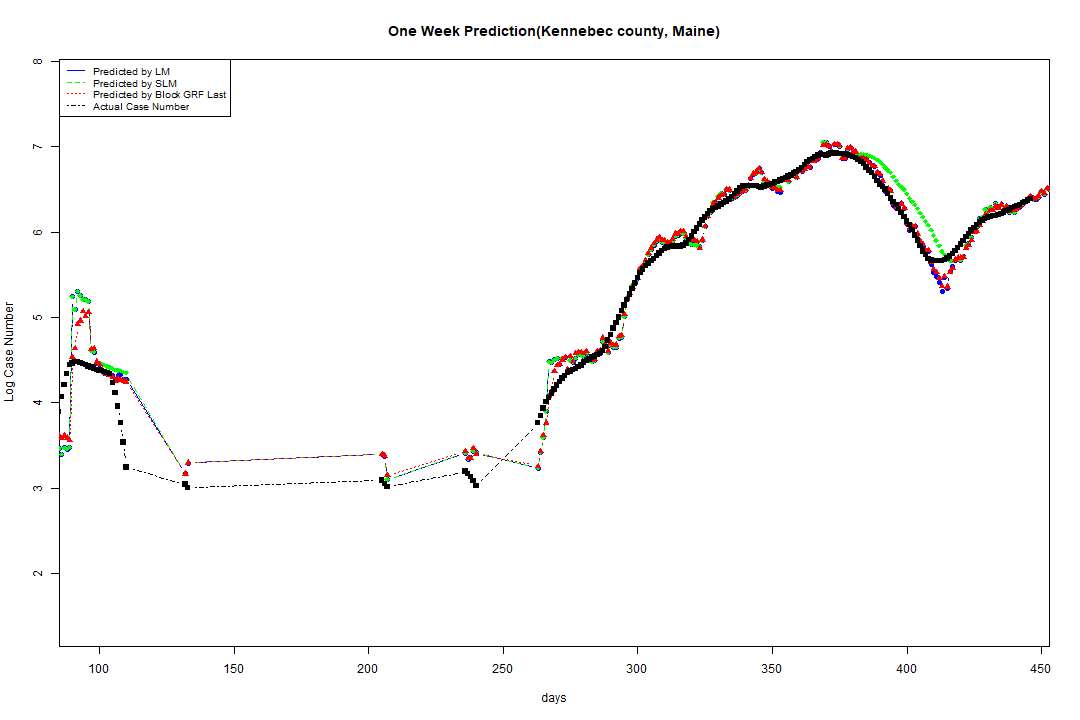 One Week Prediction(Kennebec county, Maine)
Predicted by LM
Predicted by SLM
Predicted by Block GRF Last
Actual Case Number
Log Case Number
8
7
6
5
4
3
2
100 150 200 250 300 350 400 450
days